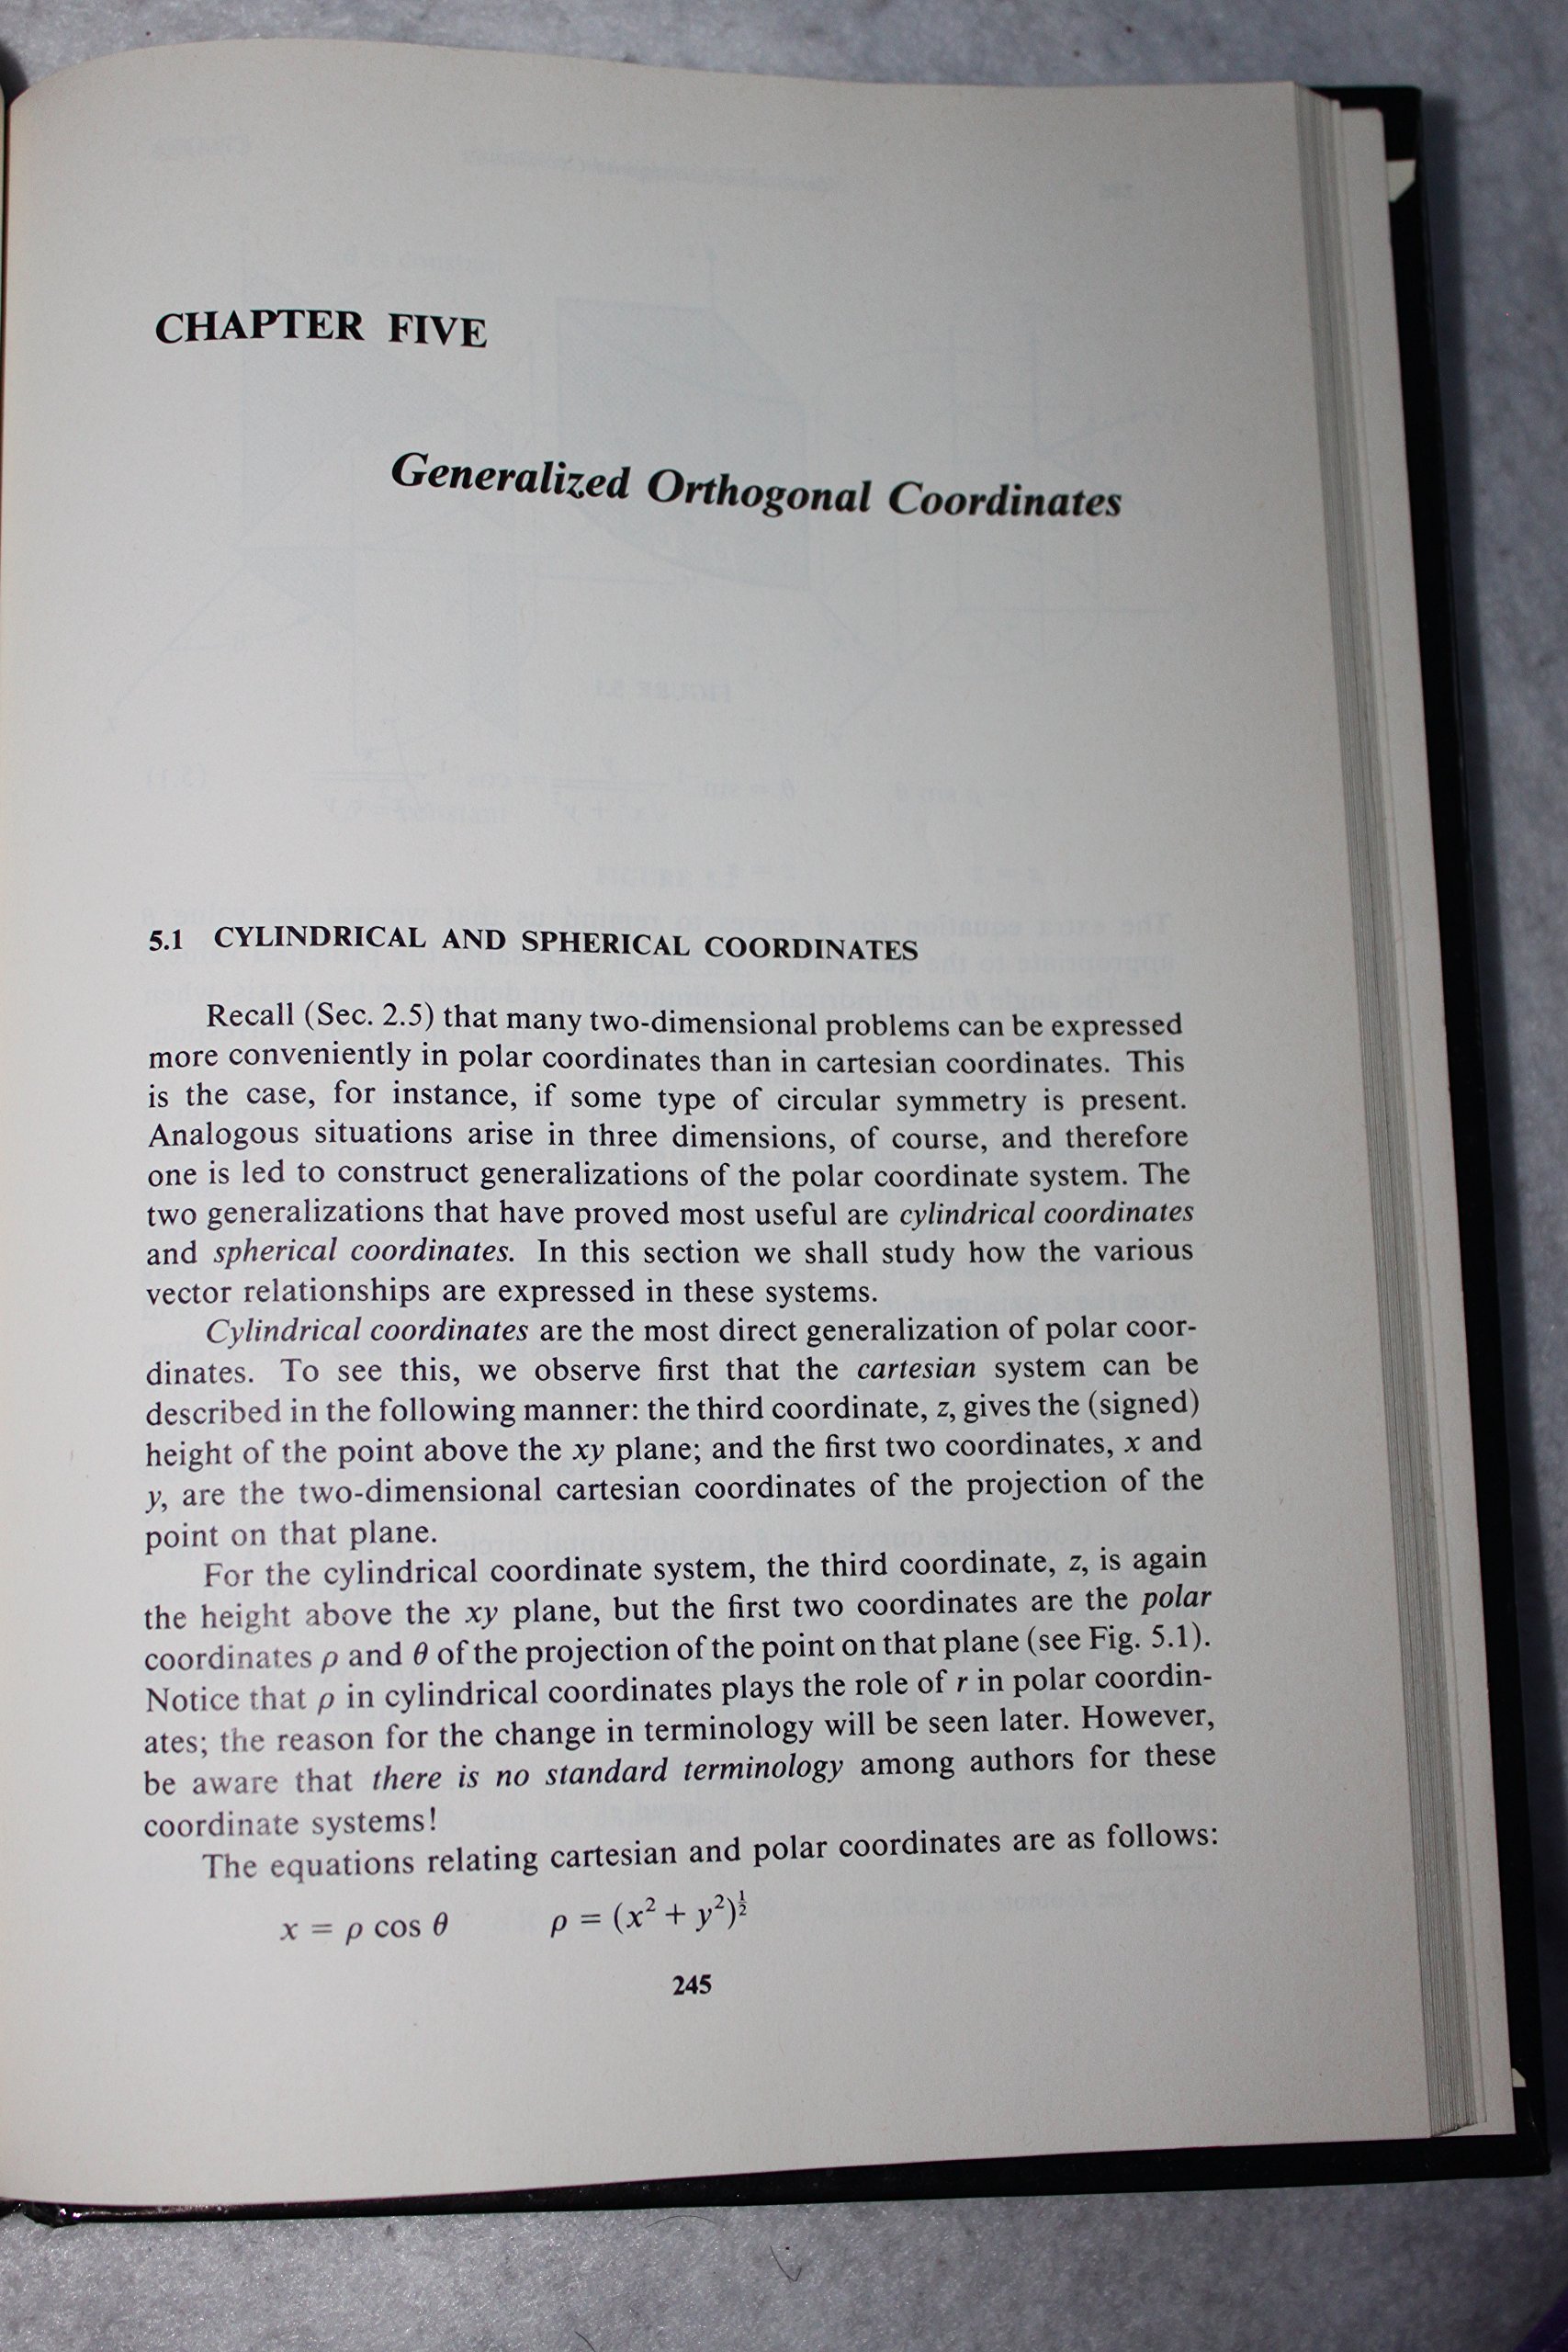 CHAPTER FIVE
Generalized Orthogonal Coordinates
5.1 CYLINDRICAL AND SPHERICAL COORDINATES
Recall (Sec. 2.5) that many two-dimensional problems can be expressed
more conveniently in polar coordinates than in cartesian coordinates. This
is the case, for instance, if some type of circular symmetry is present.
Analogous situations arise in three dimensions, of course, and therefore
one is led to construct generalizations of the polar coordinate system. The
two generalizations that have proved most useful are cylindrical coordinates
and spherical coordinates. In this section we shall study how the various
vector relationships are expressed in these systems.
Cylindrical coordinates are the most direct generalization of polar coor-
dinates. To see this, we observe first that the cartesian system can be
described in the following manner: the third coordinate, z, gives the (signed)
height of the point above the xy plane; and the first two coordinates, x and
y, are the two-dimensional cartesian coordinates of the projection of the
point on that plane.
For the cylindrical coordinate system, the third coordinate, z, is again
the height above the xy plane, but the first two coordinates are the polar
coordinates ρ and θ of the projection of the point on that plane (see Fig. 5.1).
Notice that ρ in cylindrical coordinates plays the role of r in polar coordin-
ates; the reason for the change in terminology will be seen later. However,
be aware that there is no standard terminology among authors for these
coordinate systems!
The equations relating cartesian and polar coordinates are as follows:
x = ρ cos θ ρ = (x² + y²)^½
245